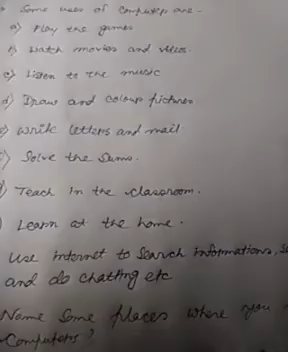 Some uses of Computer are-
a) Play the games
b) Watch movies and videos.
c) Listen to the music
d) Draw and colour pictures
e) Write letters and mail
f) Solve the Sums.
Teach in the classroom.
Learn at the home.
Use internet to Search informations,
and do chatting etc
Name Some places where you
Computers?